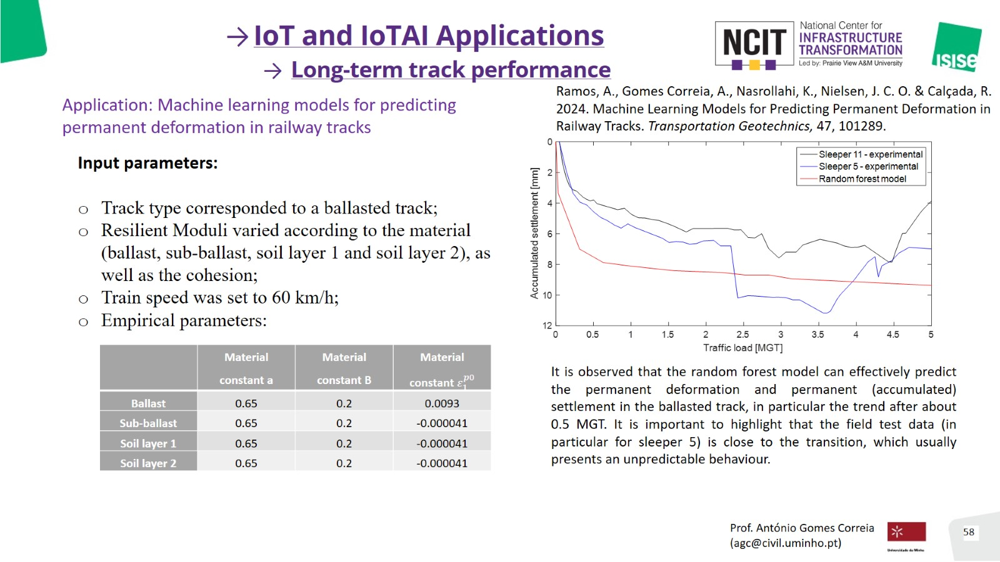 → IoT and IoTAI Applications
→ Long-term track performance
NCIT
National Center for
INFRASTRUCTURE
TRANSFORMATION
Led by: Prairie View A&M University
ISISE
Application: Machine learning models for predicting
permanent deformation in railway tracks
Input parameters:
o Track type corresponded to a ballasted track;
o Resilient Moduli varied according to the material
(ballast, sub-ballast, soil layer 1 and soil layer 2), as
well as the cohesion;
o Train speed was set to 60 km/h;
o Empirical parameters:
Material constant a Material constant B Material constant ε₁^p0
Ballast 0.65 0.2 0.0093
Sub-ballast 0.65 0.2 -0.000041
Soil layer 1 0.65 0.2 -0.000041
Soil layer 2 0.65 0.2 -0.000041
Ramos, A., Gomes Correia, A., Nasrollahi, K., Nielsen, J. C. O. & Calçada, R.
2024. Machine Learning Models for Predicting Permanent Deformation in
Railway Tracks. Transportation Geotechnics, 47, 101289.
Sleeper 11 - experimental
Sleeper 5 - experimental
Random forest model
Accumulated settlement [mm]
0
2
4
6
8
10
12
0 0.5 1 1.5 2 2.5 3 3.5 4 4.5 5
Traffic load [MGT]
It is observed that the random forest model can effectively predict
the permanent deformation and permanent (accumulated)
settlement in the ballasted track, in particular the trend after about
0.5 MGT. It is important to highlight that the field test data (in
particular for sleeper 5) is close to the transition, which usually
presents an unpredictable behaviour.
Prof. António Gomes Correia
(agc@civil.uminho.pt)
Universidade do Minho
58